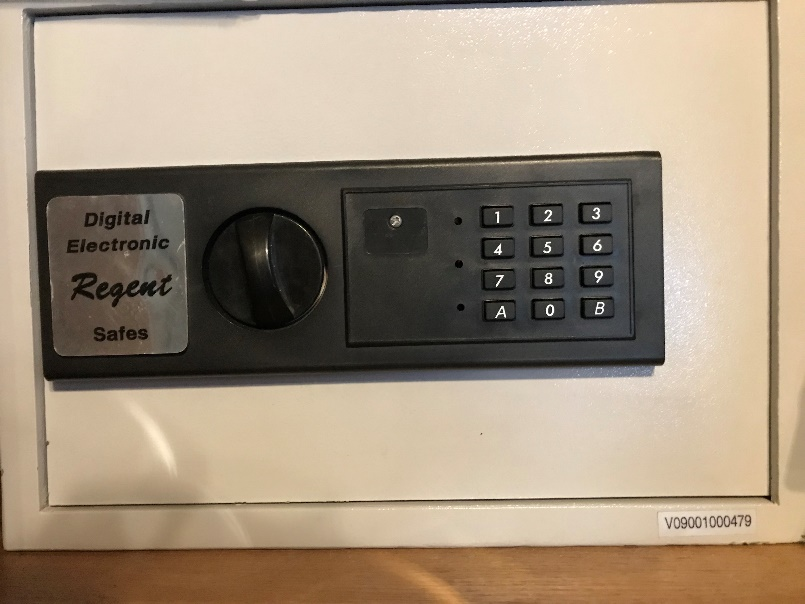 Digital
Electronic
Regent
Safes
1 2 3
4 5 6
7 8 9
A 0 B
V09001000479